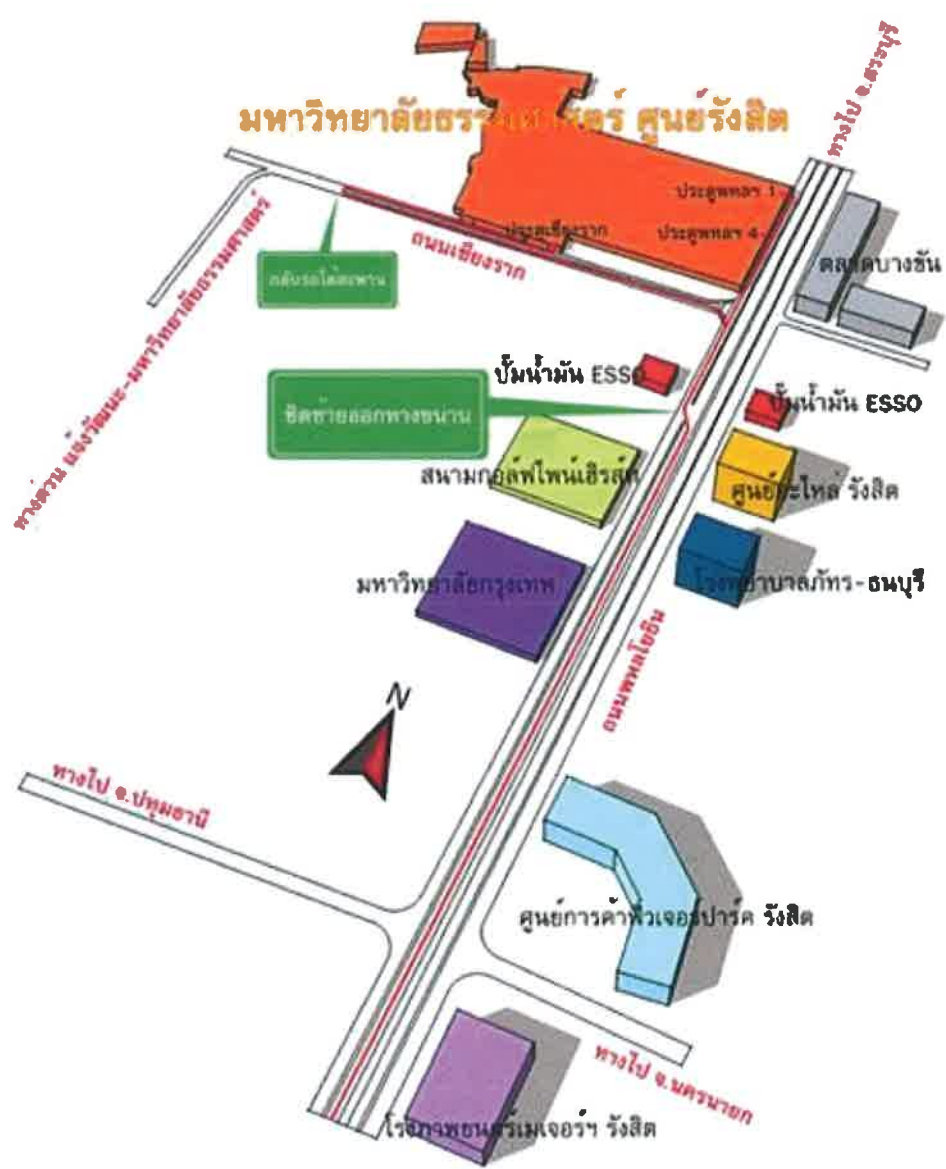 ทางไป จ.สระบุรี
มหาวิทยาลัยธรรมศาสตร์ ศูนย์รังสิต
ประตูพหลฯ 1
ประตูพหลฯ 4
ประตูเชียงราก
ถนนเชียงราก
ตลาดบางขัน
กลับรถใต้สะพาน
ทางด่วน แจ้งวัฒนะ-มหาวิทยาลัยธรรมศาสตร์
ปั๊มน้ำมัน ESSO
ปั๊มน้ำมัน ESSO
ชิดซ้ายออกทางขนาน
สนามกอล์ฟไพน์เฮิรสท์
ศูนย์อะไหล่ รังสิต
มหาวิทยาลัยกรุงเทพ
โรงพยาบาลภัทร-ธนบุรี
ถนนพหลโยธิน
N
ทางไป จ.ปทุมธานี
ศูนย์การค้าฟิวเจอร์ปาร์ค รังสิต
ทางไป จ.นครนายก
โรงภาพยนตร์เมเจอร์ฯ รังสิต